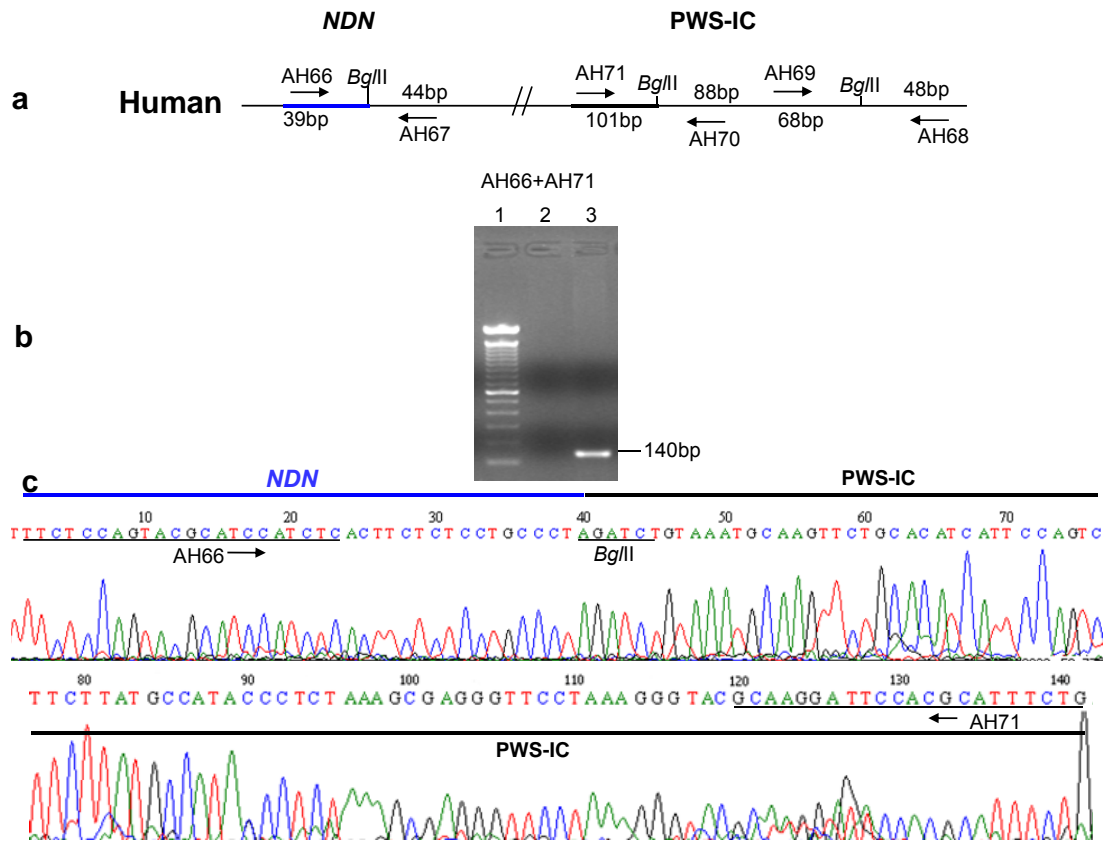 NDN PWS-IC
a Human AH66 BglII 44bp AH71 BglII 88bp AH69 BglII 48bp
39bp AH67 101bp AH70 68bp AH68
AH66+AH71
1 2 3
b
140bp
c NDN PWS-IC
10 20 30 40 50 60 70
TTCTCCAGTACGCATCCATCTCACTTCTCTCCTGCCCTAGATCTGTAAATGCAAGTTCTGCACATCATTCCAGTC
AH66 BglII
80 90 100 110 120 130 140
TTCTTATGCCATACCCTCTAAAGCGAGGGTTCCTAAAGGGTACGCAAGGATTCCACGCATTTCTG
AH71
PWS-IC